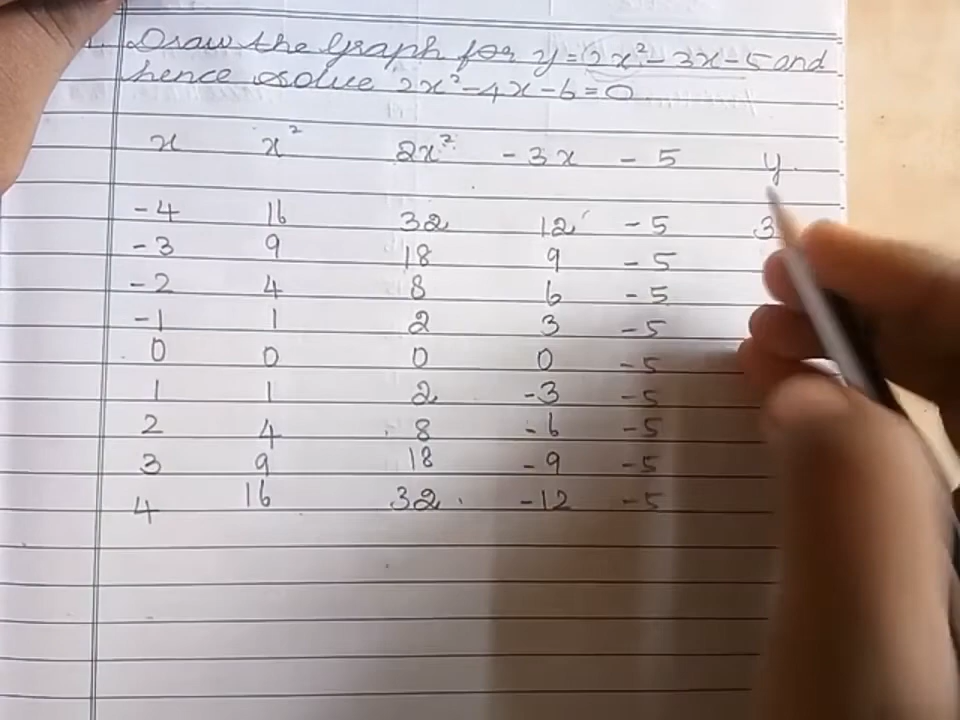 1. Draw the graph for y = 2x² - 3x - 5 and
hence solve 2x² - 4x - 6 = 0
x x² 2x² - 3x - 5 y
-4 16 32 12 -5 3
-3 9 18 9 -5
-2 4 8 6 -5
-1 1 2 3 -5
0 0 0 0 -5
1 1 2 -3 -5
2 4 8 -6 -5
3 9 18 -9 -5
4 16 32 -12 -5